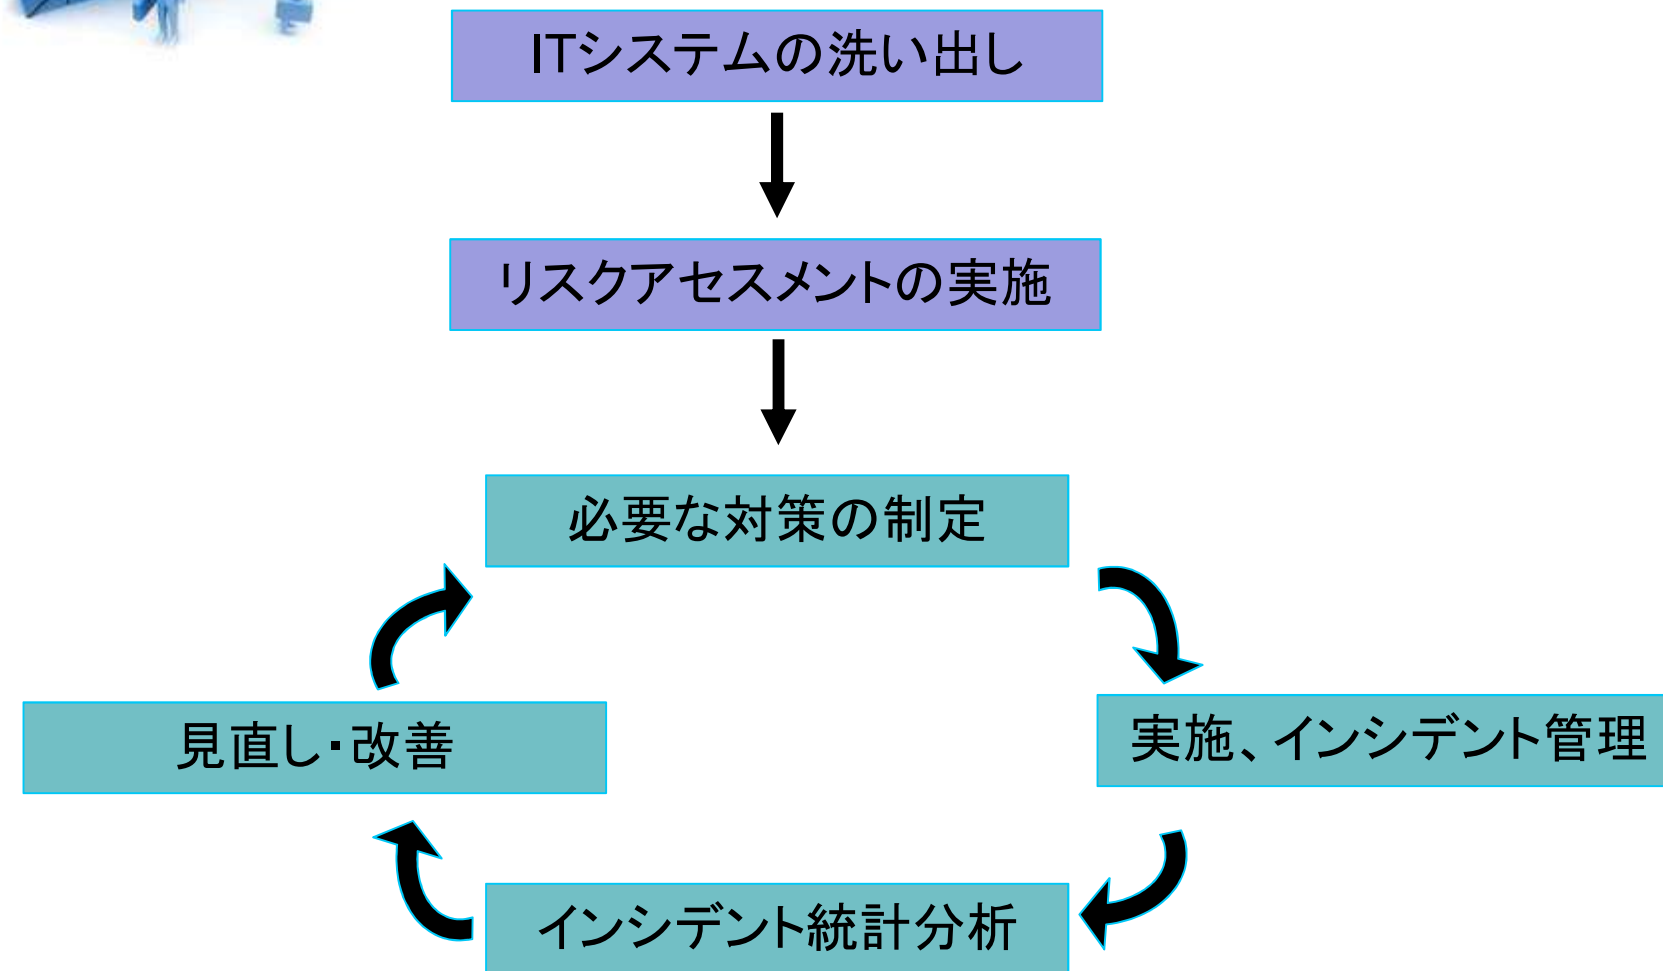 ITシステムの洗い出し
リスクアセスメントの実施
必要な対策の制定
見直し・改善
実施、インシデント管理
インシデント統計分析